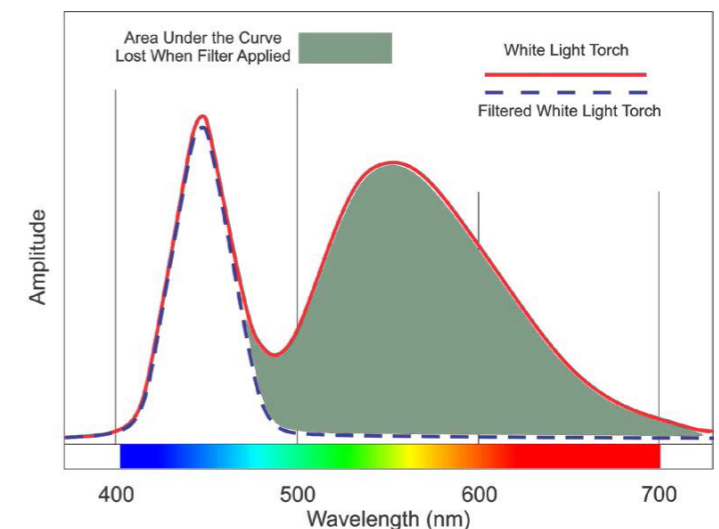 Area Under the Curve
Lost When Filter Applied
White Light Torch
Filtered White Light Torch
Amplitude
400
500
600
700
Wavelength (nm)